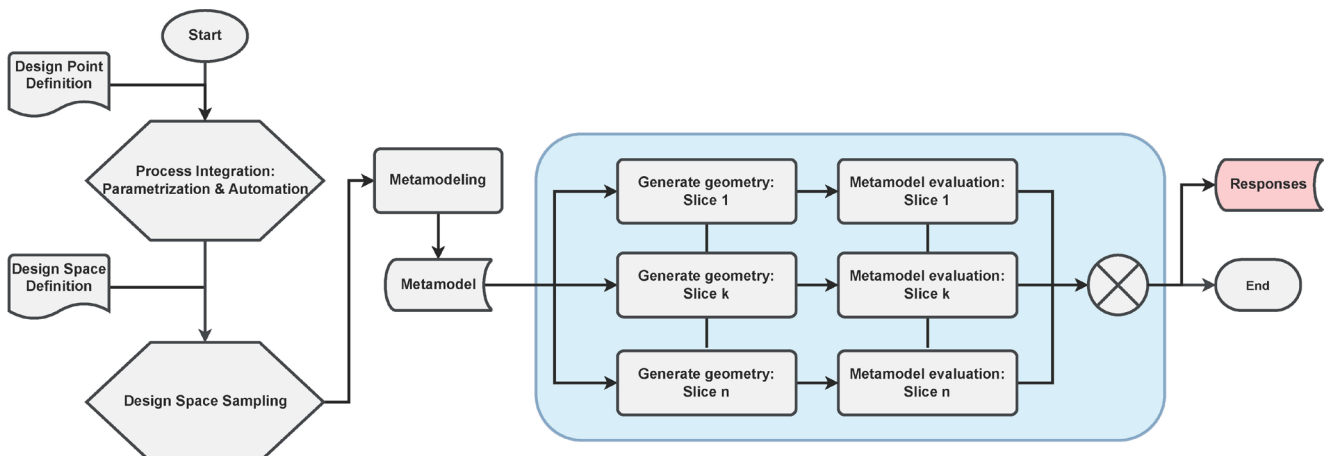 Start
Design Point
Definition
Process Integration:
Parametrization & Automation
Design Space
Definition
Design Space Sampling
Metamodeling
Metamodel
Generate geometry:
Slice 1
Metamodel evaluation:
Slice 1
Generate geometry:
Slice k
Metamodel evaluation:
Slice k
Generate geometry:
Slice n
Metamodel evaluation:
Slice n
Responses
End